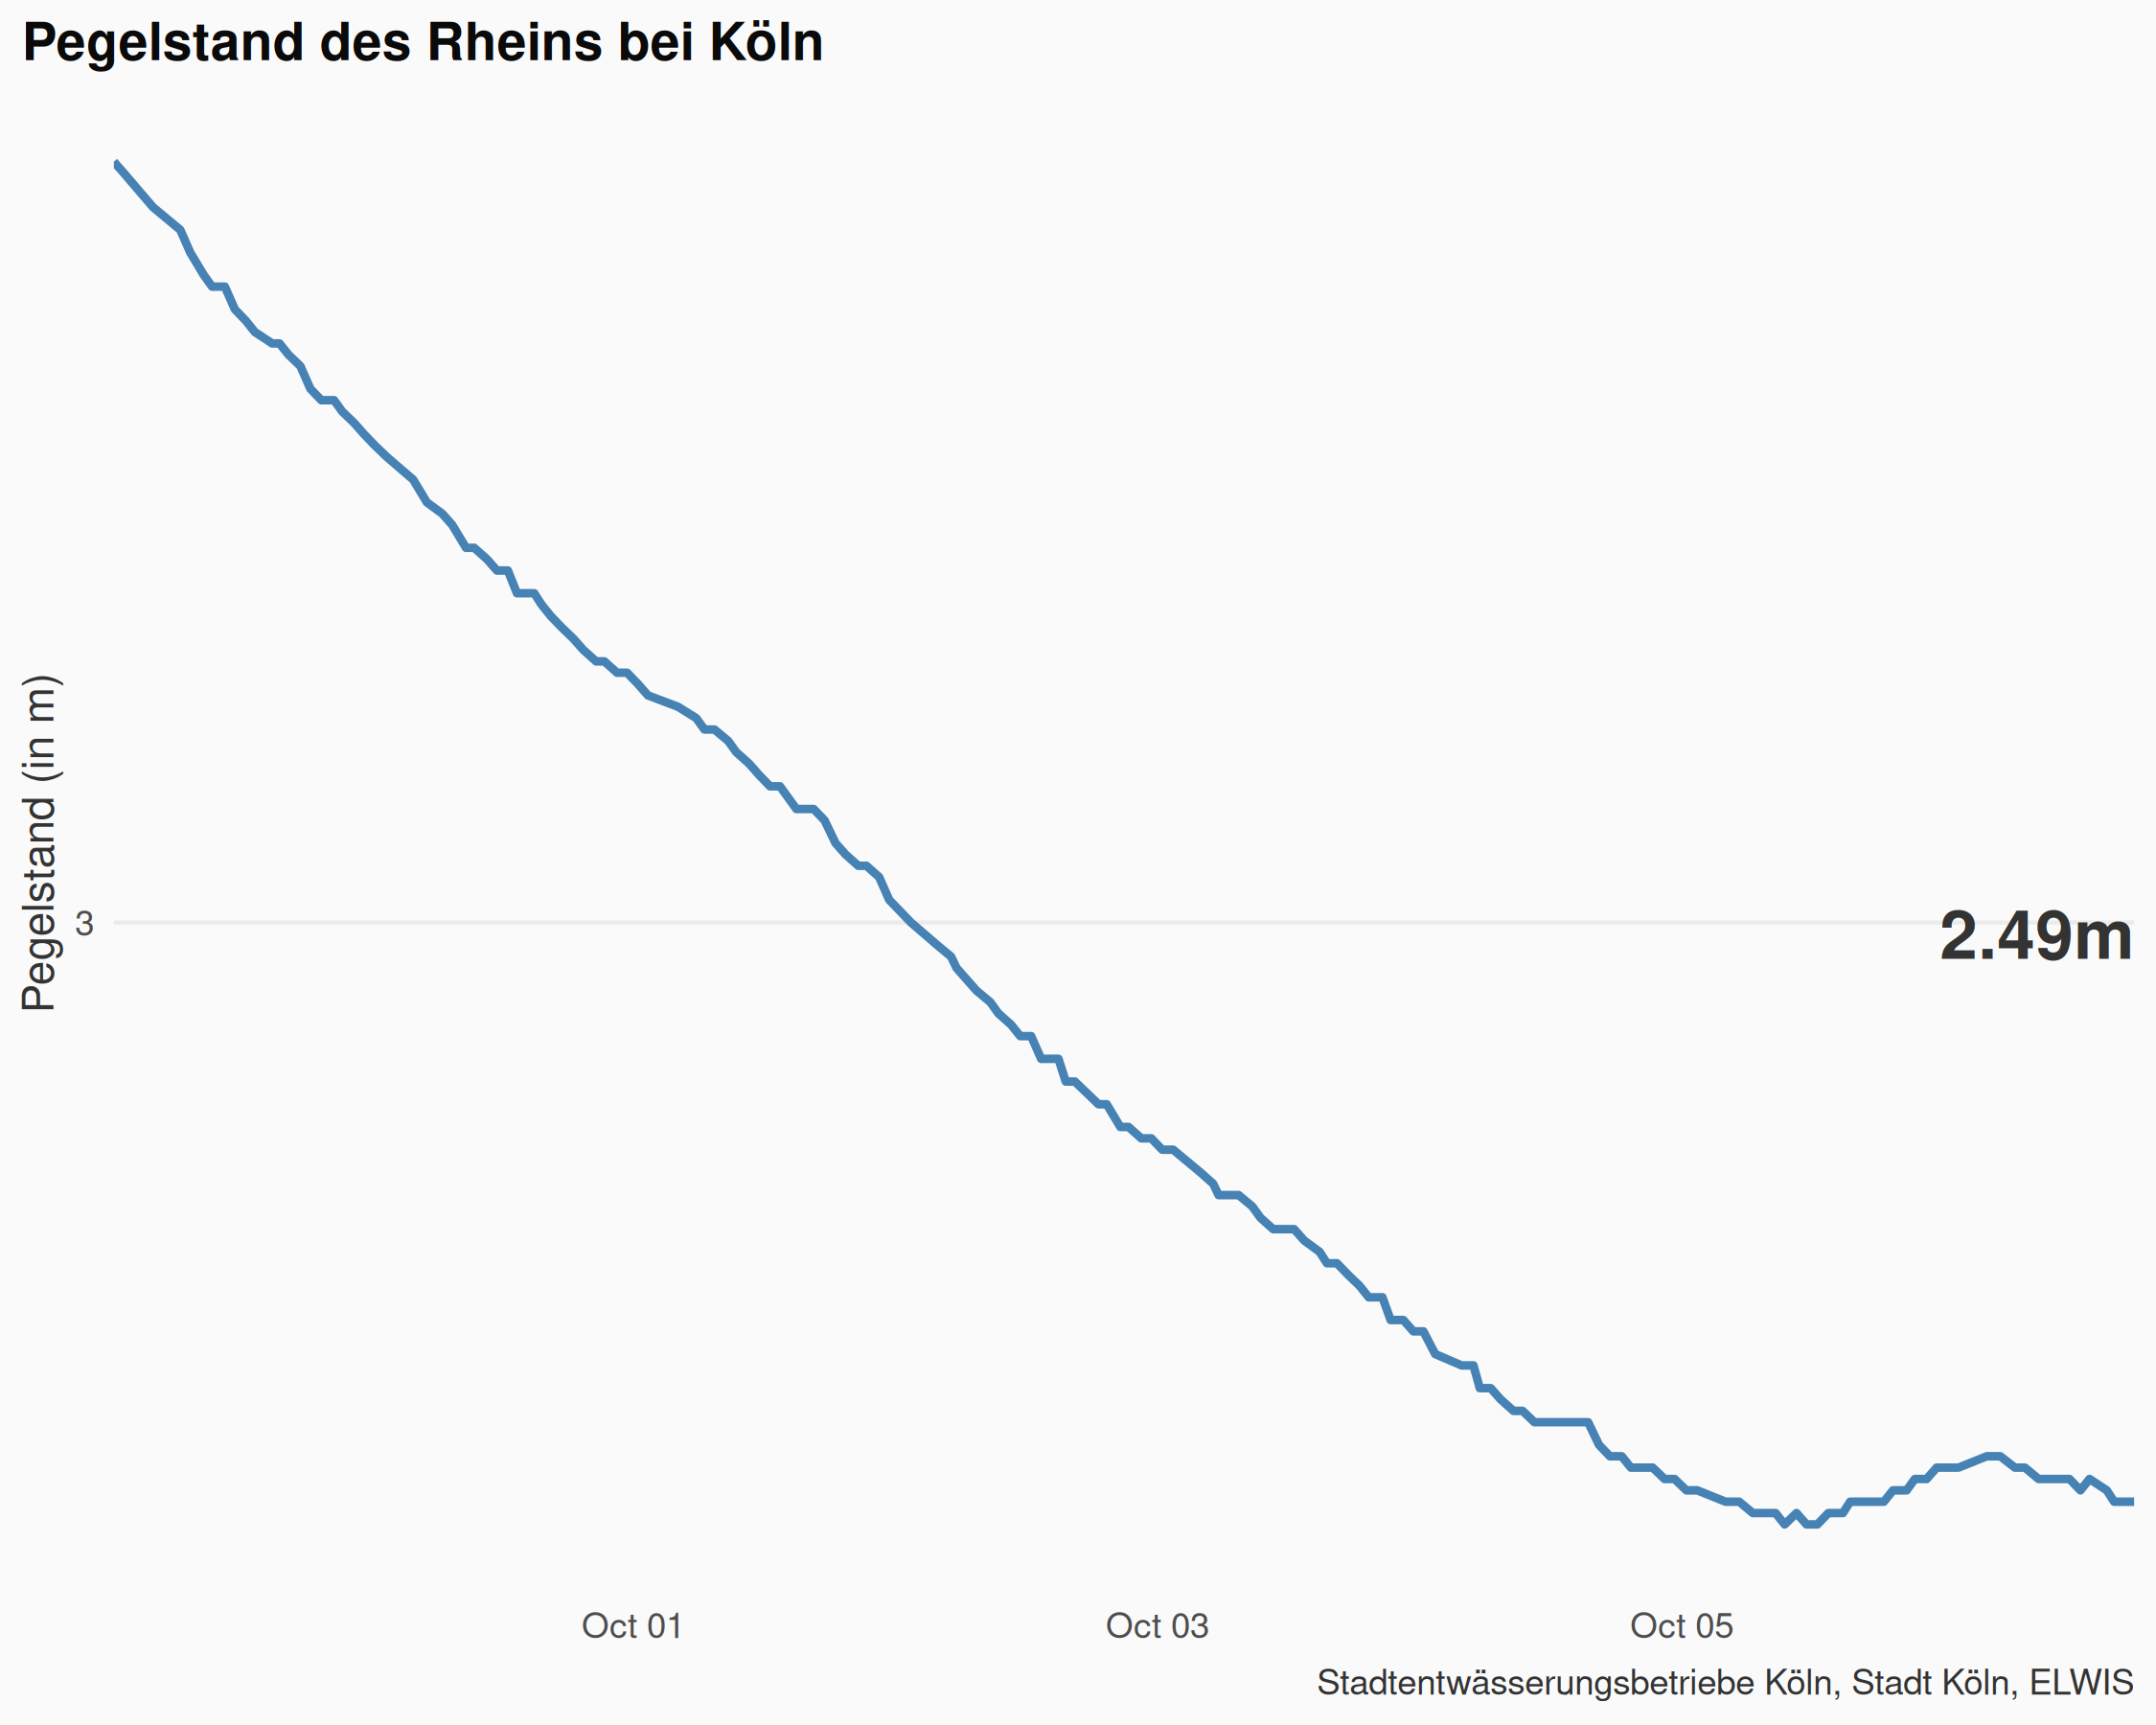 Pegelstand des Rheins bei Köln
Pegelstand (in m)
3
2.49m
Oct 01
Oct 03
Oct 05
Stadtentwässerungsbetriebe Köln, Stadt Köln, ELWIS